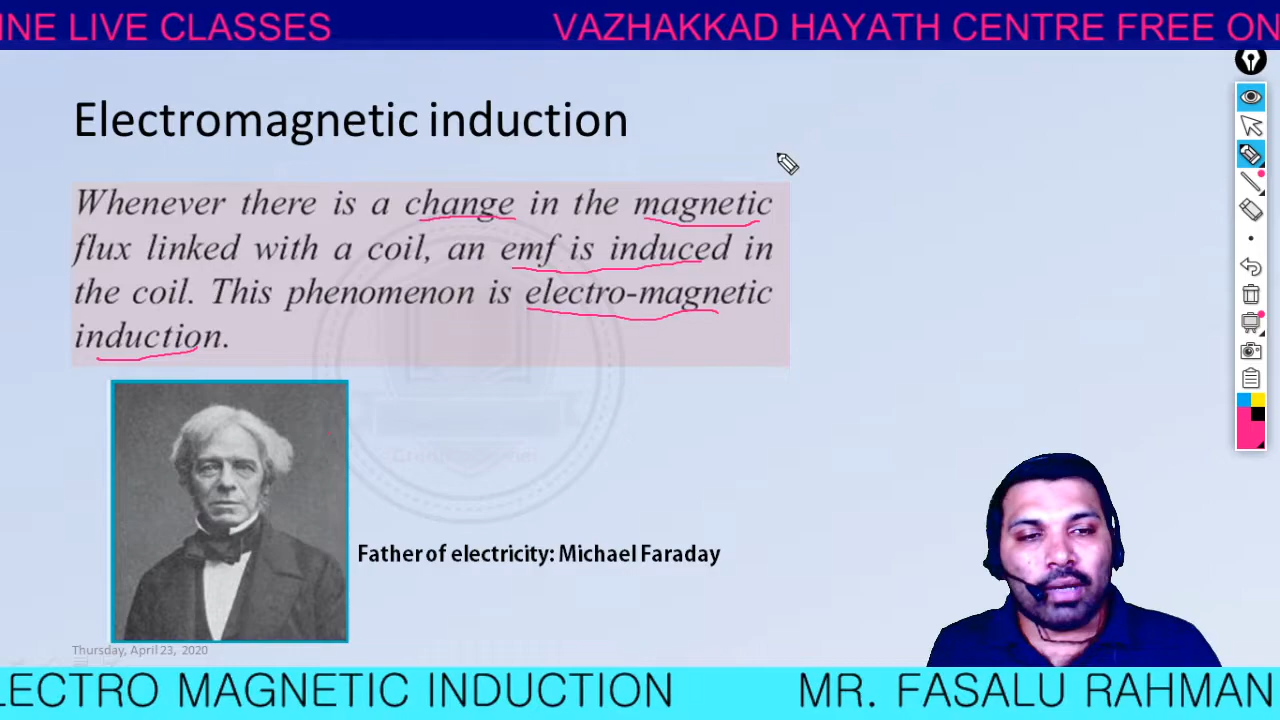 INE LIVE CLASSES VAZHAKKAD HAYATH CENTRE FREE ON
Electromagnetic induction
Whenever there is a change in the magnetic
flux linked with a coil, an emf is induced in
the coil. This phenomenon is electro-magnetic
induction.
Father of electricity: Michael Faraday
Thursday, April 23, 2020
LECTRO MAGNETIC INDUCTION MR. FASALU RAHMAN